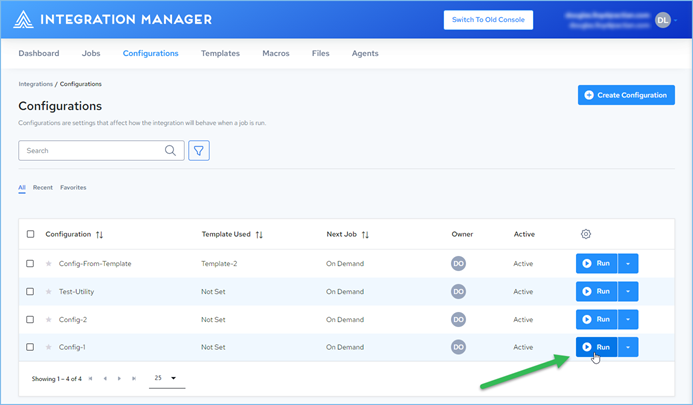 INTEGRATION MANAGER
Switch To Old Console
DL
Dashboard Jobs Configurations Templates Macros Files Agents
Integrations / Configurations
Configurations
Create Configuration
Configurations are settings that affect how the integration will behave when a job is run.
Search
All Recent Favorites
Configuration Template Used Next Job Owner Active
Config-From-Template Template-2 On Demand DO Active Run
Test-Utility Not Set On Demand DO Active Run
Config-2 Not Set On Demand DO Active Run
Config-1 Not Set On Demand DO Active Run
Showing 1 – 4 of 4 25